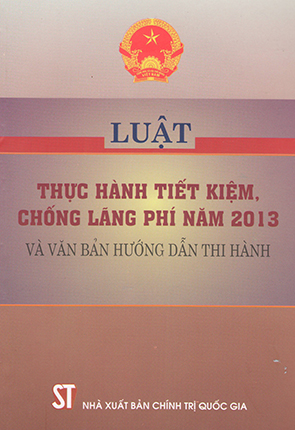 LUẬT
THỰC HÀNH TIẾT KIỆM,
CHỐNG LÃNG PHÍ NĂM 2013
VÀ VĂN BẢN HƯỚNG DẪN THI HÀNH
ST
NHÀ XUẤT BẢN CHÍNH TRỊ QUỐC GIA